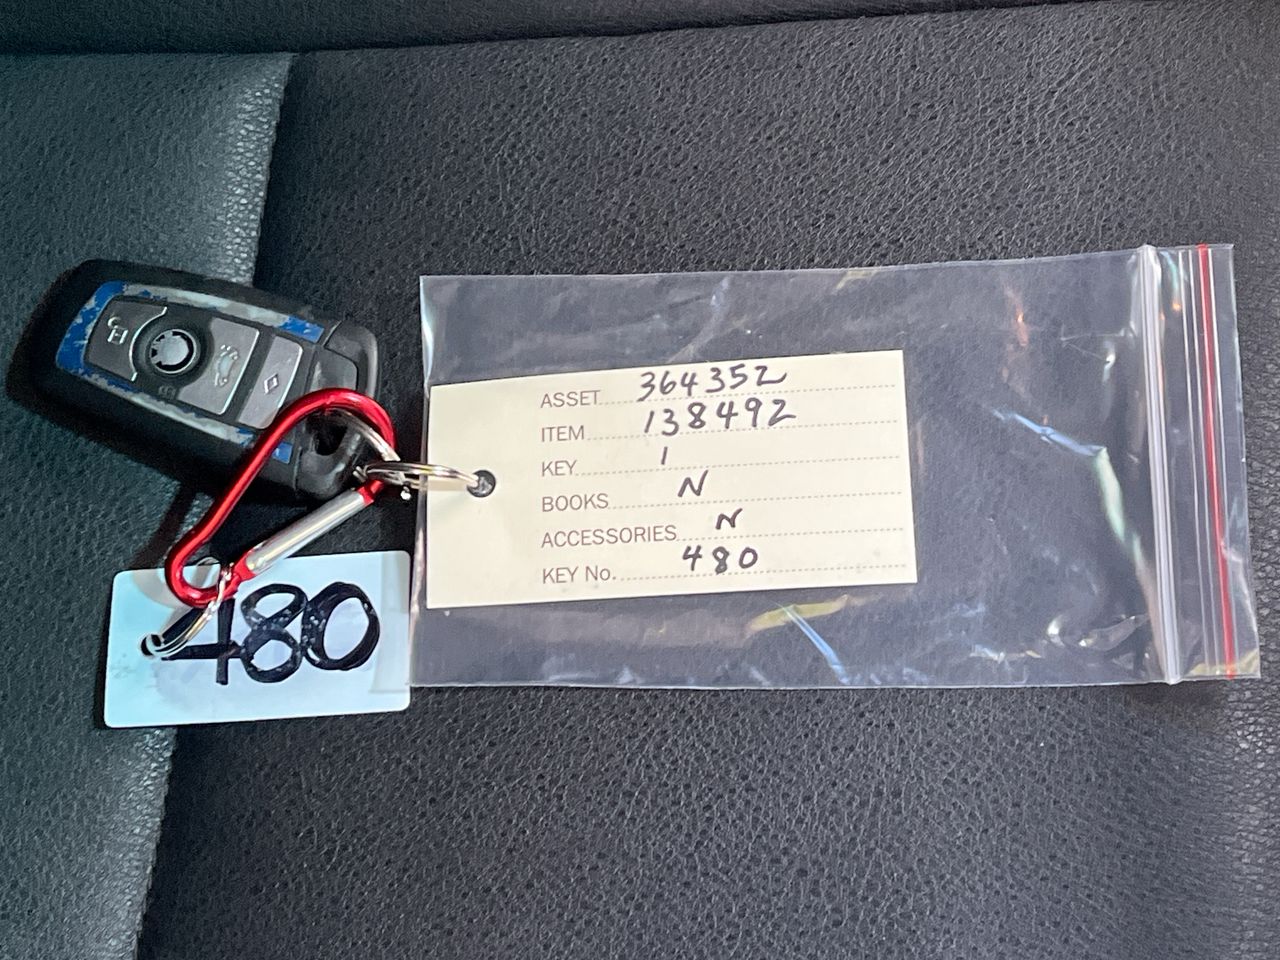 ASSET 364352
ITEM 138492
KEY 1
BOOKS N
ACCESSORIES N
KEY No. 480
480